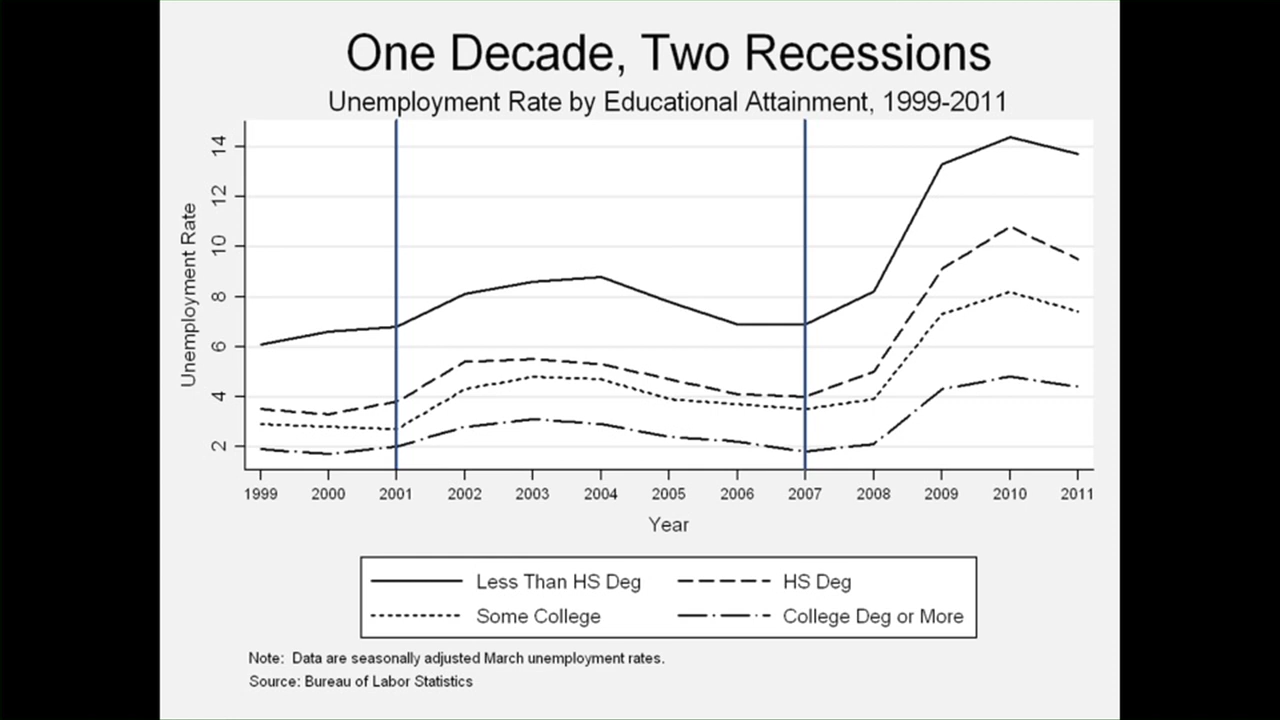 One Decade, Two Recessions
Unemployment Rate by Educational Attainment, 1999-2011
Unemployment Rate
14
12
10
8
6
4
2
1999 2000 2001 2002 2003 2004 2005 2006 2007 2008 2009 2010 2011
Year
Less Than HS Deg HS Deg
Some College College Deg or More
Note: Data are seasonally adjusted March unemployment rates.
Source: Bureau of Labor Statistics